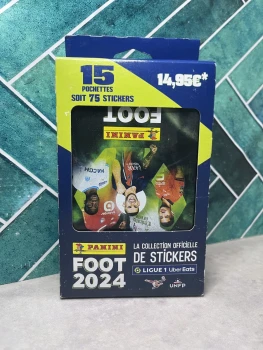 15
POCHETTES
SOIT 75 STICKERS
14,95€*
FOOT
PANINI
PANINI
FOOT
2024
LA COLLECTION OFFICIELLE
DE STICKERS
LIGUE 1 Uber Eats
UNFP